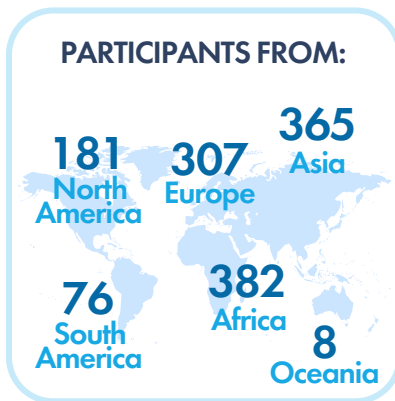 PARTICIPANTS FROM:
181
North
America
307
Europe
365
Asia
76
South
America
382
Africa
8
Oceania